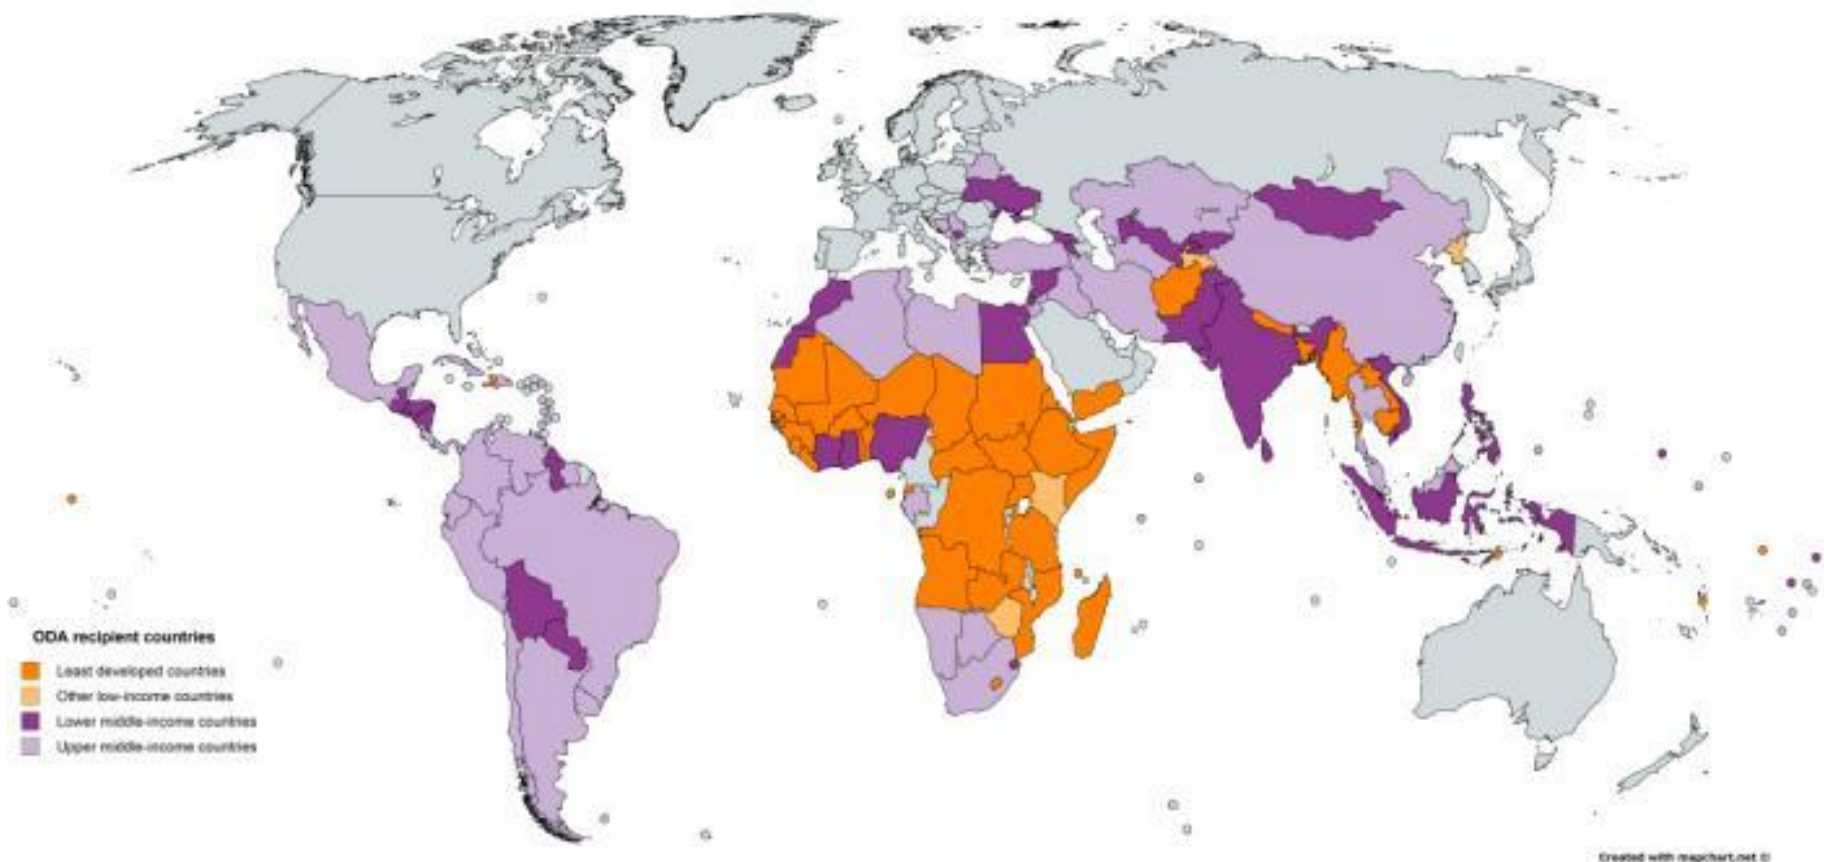 ODA recipient countries
Least developed countries
Other low-income countries
Lower middle-income countries
Upper middle-income countries
Created with mapchart.net ©